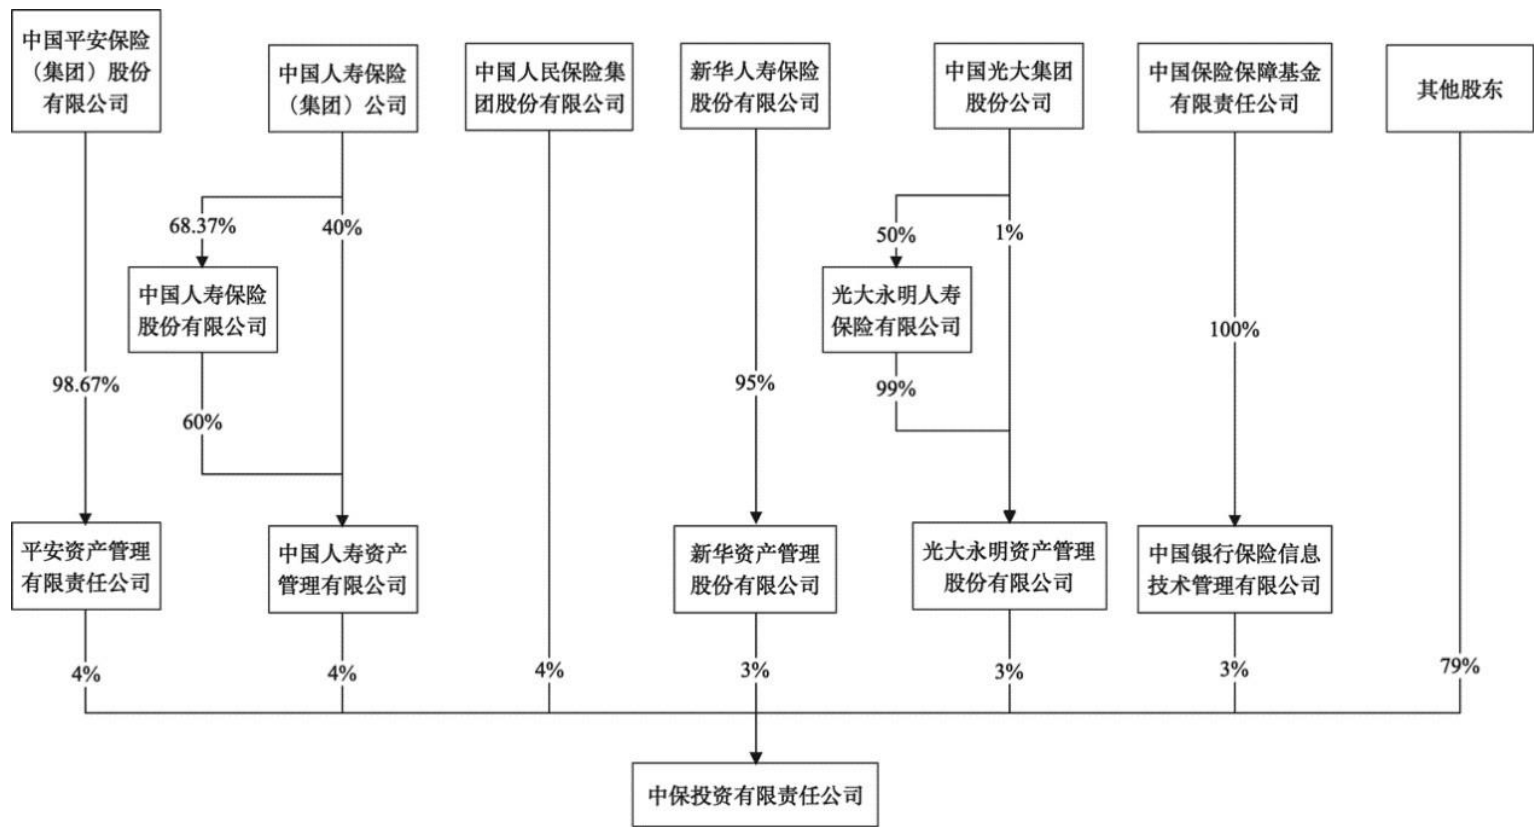 中国平安保险
（集团）股份
有限公司
中国人寿保险
（集团）公司
中国人民保险集
团股份有限公司
新华人寿保险
股份有限公司
中国光大集团
股份公司
中国保险保障基金
有限责任公司
其他股东
68.37%
40%
50%
1%
中国人寿保险
股份有限公司
光大永明人寿
保险有限公司
100%
98.67%
95%
99%
60%
平安资产管理
有限责任公司
中国人寿资产
管理有限公司
新华资产管理
股份有限公司
光大永明资产管理
股份有限公司
中国银行保险信息
技术管理有限公司
4%
4%
4%
3%
3%
3%
79%
中保投资有限责任公司